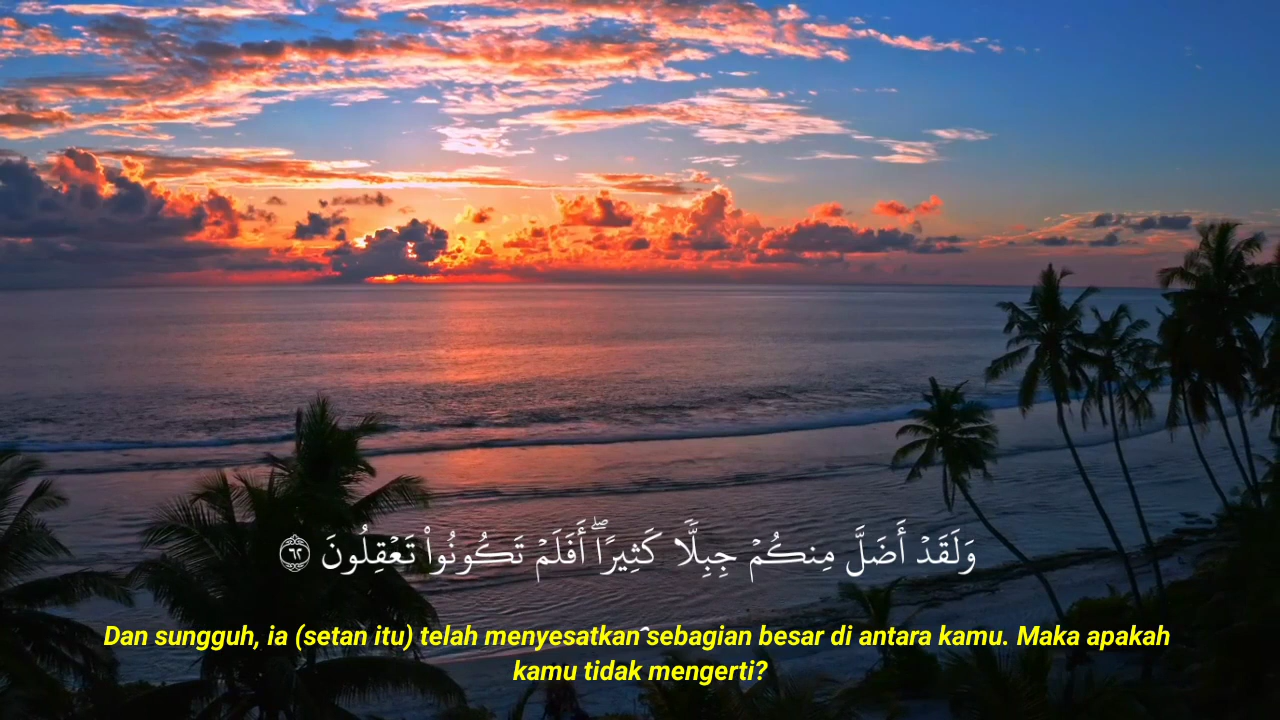 وَلَقَدۡ أَضَلَّ مِنكُمۡ جِبِلّٗا كَثِيرًاۖ أَفَلَمۡ تَكُونُواْ تَعۡقِلُونَ ٦٢
Dan sungguh, ia (setan itu) telah menyesatkan sebagian besar di antara kamu. Maka apakah
kamu tidak mengerti?